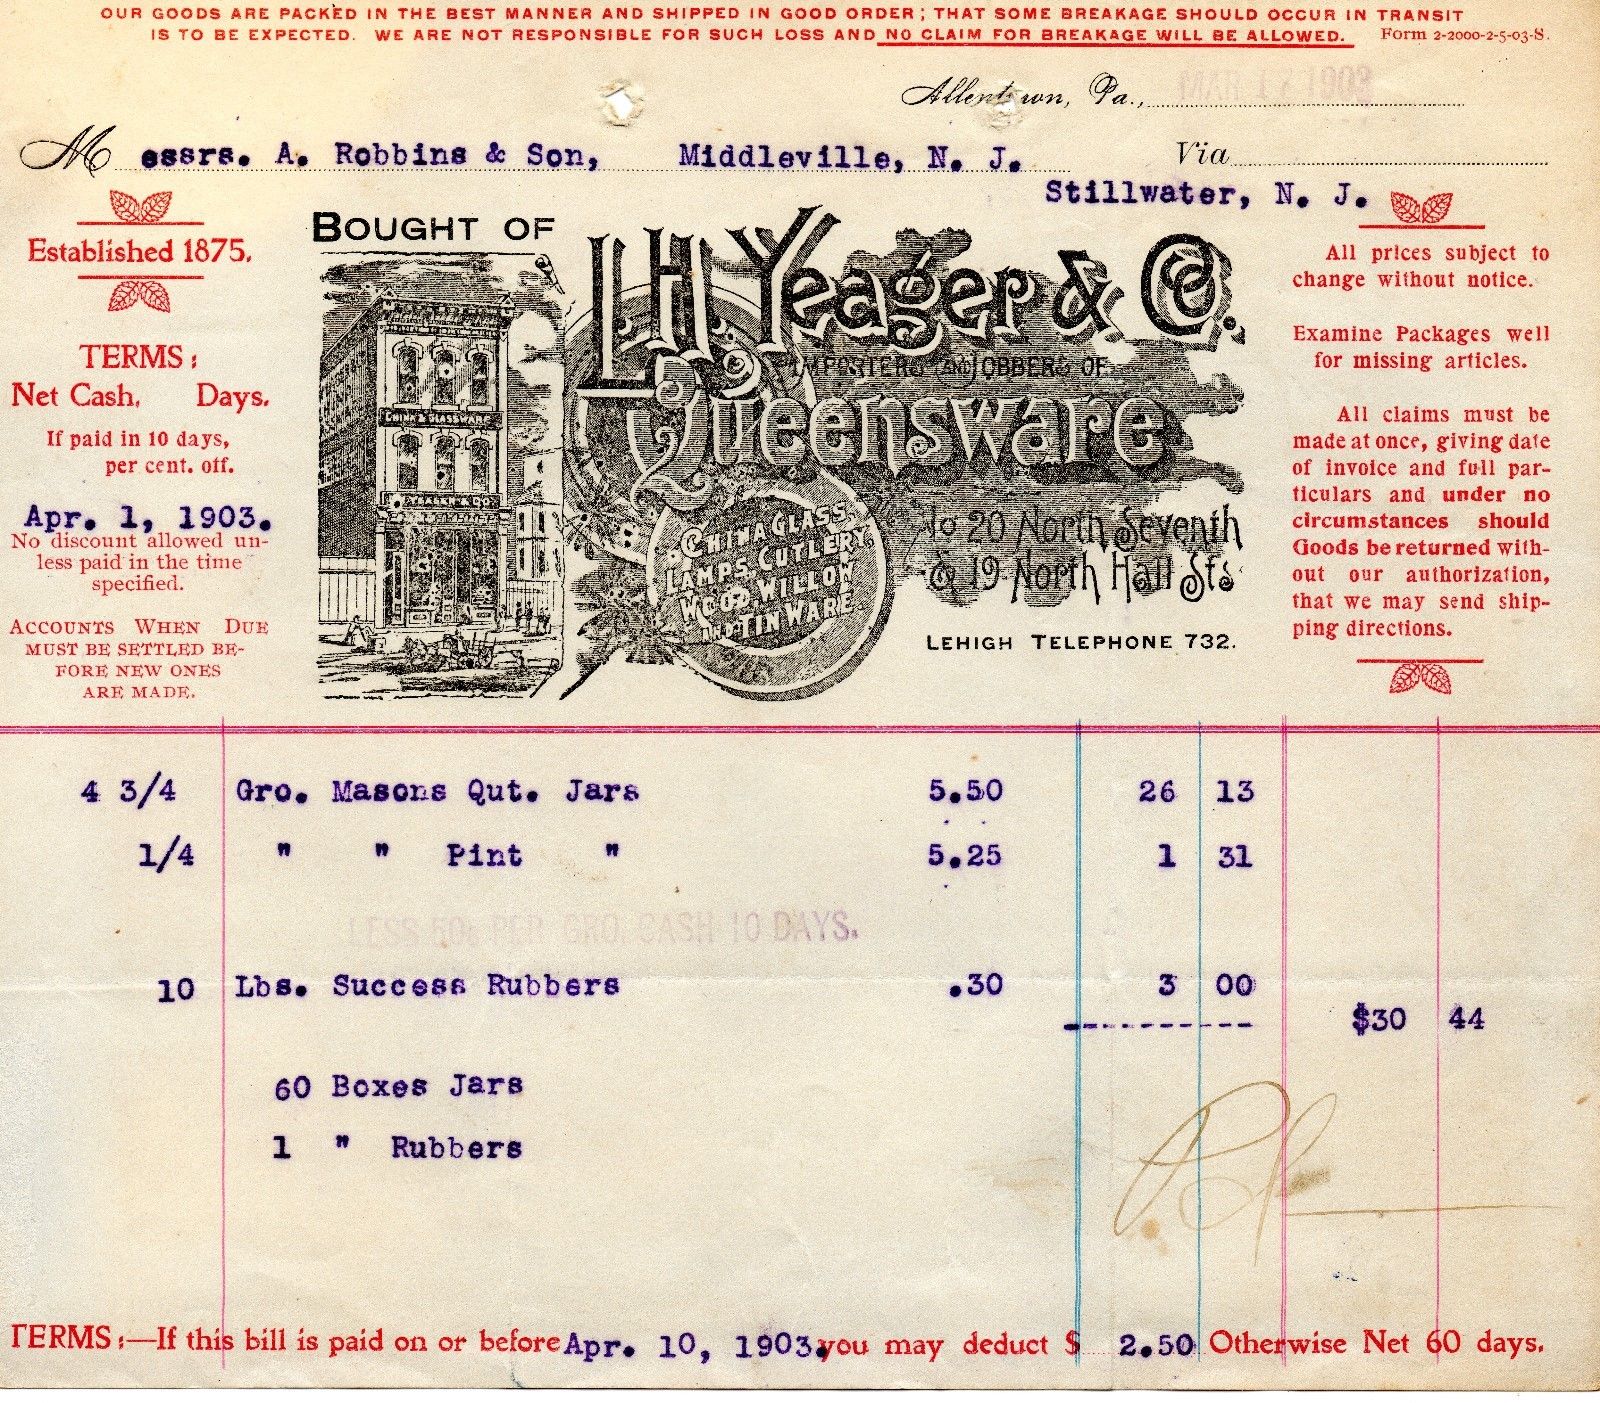 OUR GOODS ARE PACKED IN THE BEST MANNER AND SHIPPED IN GOOD ORDER; THAT SOME BREAKAGE SHOULD OCCUR IN TRANSIT
IS TO BE EXPECTED. WE ARE NOT RESPONSIBLE FOR SUCH LOSS AND NO CLAIM FOR BREAKAGE WILL BE ALLOWED. Form 2-2000-2-5-03-S.
Allentown, Pa., MAR 1903
Messrs. A. Robbins & Son, Middleville, N. J. Via
Stillwater, N. J.
Established 1875.
TERMS:
Net Cash, Days.
If paid in 10 days,
per cent. off.
Apr. 1, 1903.
No discount allowed un-
less paid in the time
specified.
ACCOUNTS WHEN DUE
MUST BE SETTLED BE-
FORE NEW ONES
ARE MADE.
BOUGHT OF
CHINA & GLASSWARE
YEAGER & CO.
LH Yeager & Co.
IMPORTERS AND JOBBERS OF
Queensware
CHINA GLASS,
LAMPS, CUTLERY,
WOOD WILLOW
AND TINWARE.
to 20 North Seventh
& 19 North Hall Sts.
LEHIGH TELEPHONE 732.
All prices subject to
change without notice.
Examine Packages well
for missing articles.
All claims must be
made at once, giving date
of invoice and full par-
ticulars and under no
circumstances should
Goods be returned with-
out our authorization,
that we may send ship-
ping directions.
4 3/4 Gro. Masons Qut. Jars 5.50 26 13
1/4 " " Pint " 5.25 1 31
LESS 50¢ PER GRO. CASH 10 DAYS.
10 Lbs. Success Rubbers .30 3 00
---------- $30 44
60 Boxes Jars
1 " Rubbers
TERMS:—If this bill is paid on or before Apr. 10, 1903. you may deduct $ 2.50 Otherwise Net 60 days.